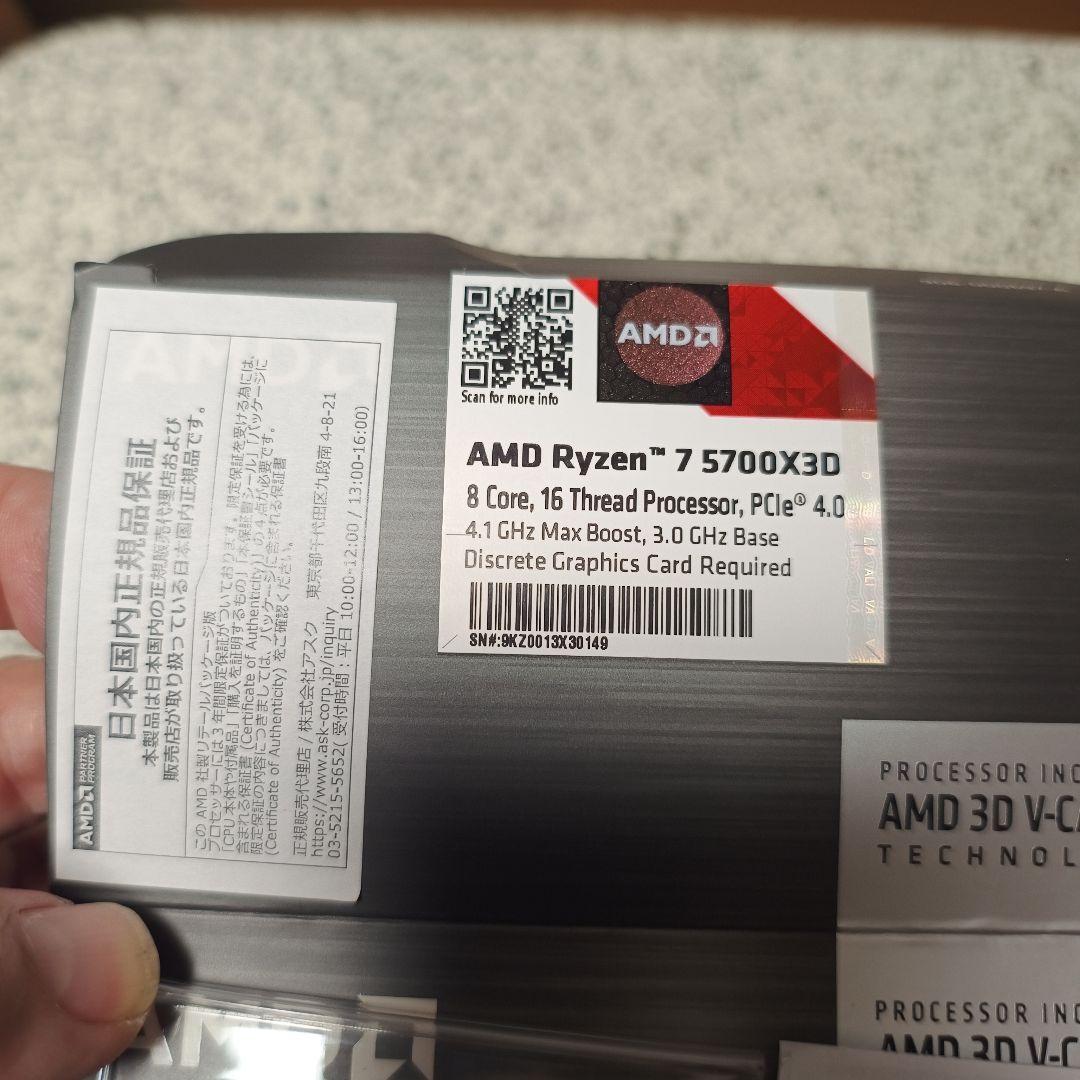 AMD PARTNER PROGRAM
日本国内正規品保証
本製品は日本国内の正規販売代理店および
販売店が取り扱っている日本国内正規品です。
この AMD 社製リテールパッケージ版
プロセッサーには 3 年間限定保証がついております。限定保証を受ける為には、
「CPU 本体や付属品」「購入を証明するもの」「本保証書シール」「パッケージに
含まれる保証書 (Certificate of Authenticity)」の 4 点が必要です。
限定保証の内容につきましては、パッケージに含まれる保証書
(Certificate of Authenticity) をご確認ください。
正規販売代理店 / 株式会社アスク 東京都千代田区九段南 4-8-21
https://www.ask-corp.jp/inquiry
03-5215-5652( 受付時間 : 平日 10:00-12:00 / 13:00-16:00)
Scan for more info
AMD
AMD Ryzen™ 7 5700X3D
8 Core, 16 Thread Processor, PCIe® 4.0
4.1 GHz Max Boost, 3.0 GHz Base
Discrete Graphics Card Required
SN#:9KZ0013X30149
PROCESSOR INC
AMD 3D V-CA
TECHNOL
PROCESSOR INC
AMD 3D V-C